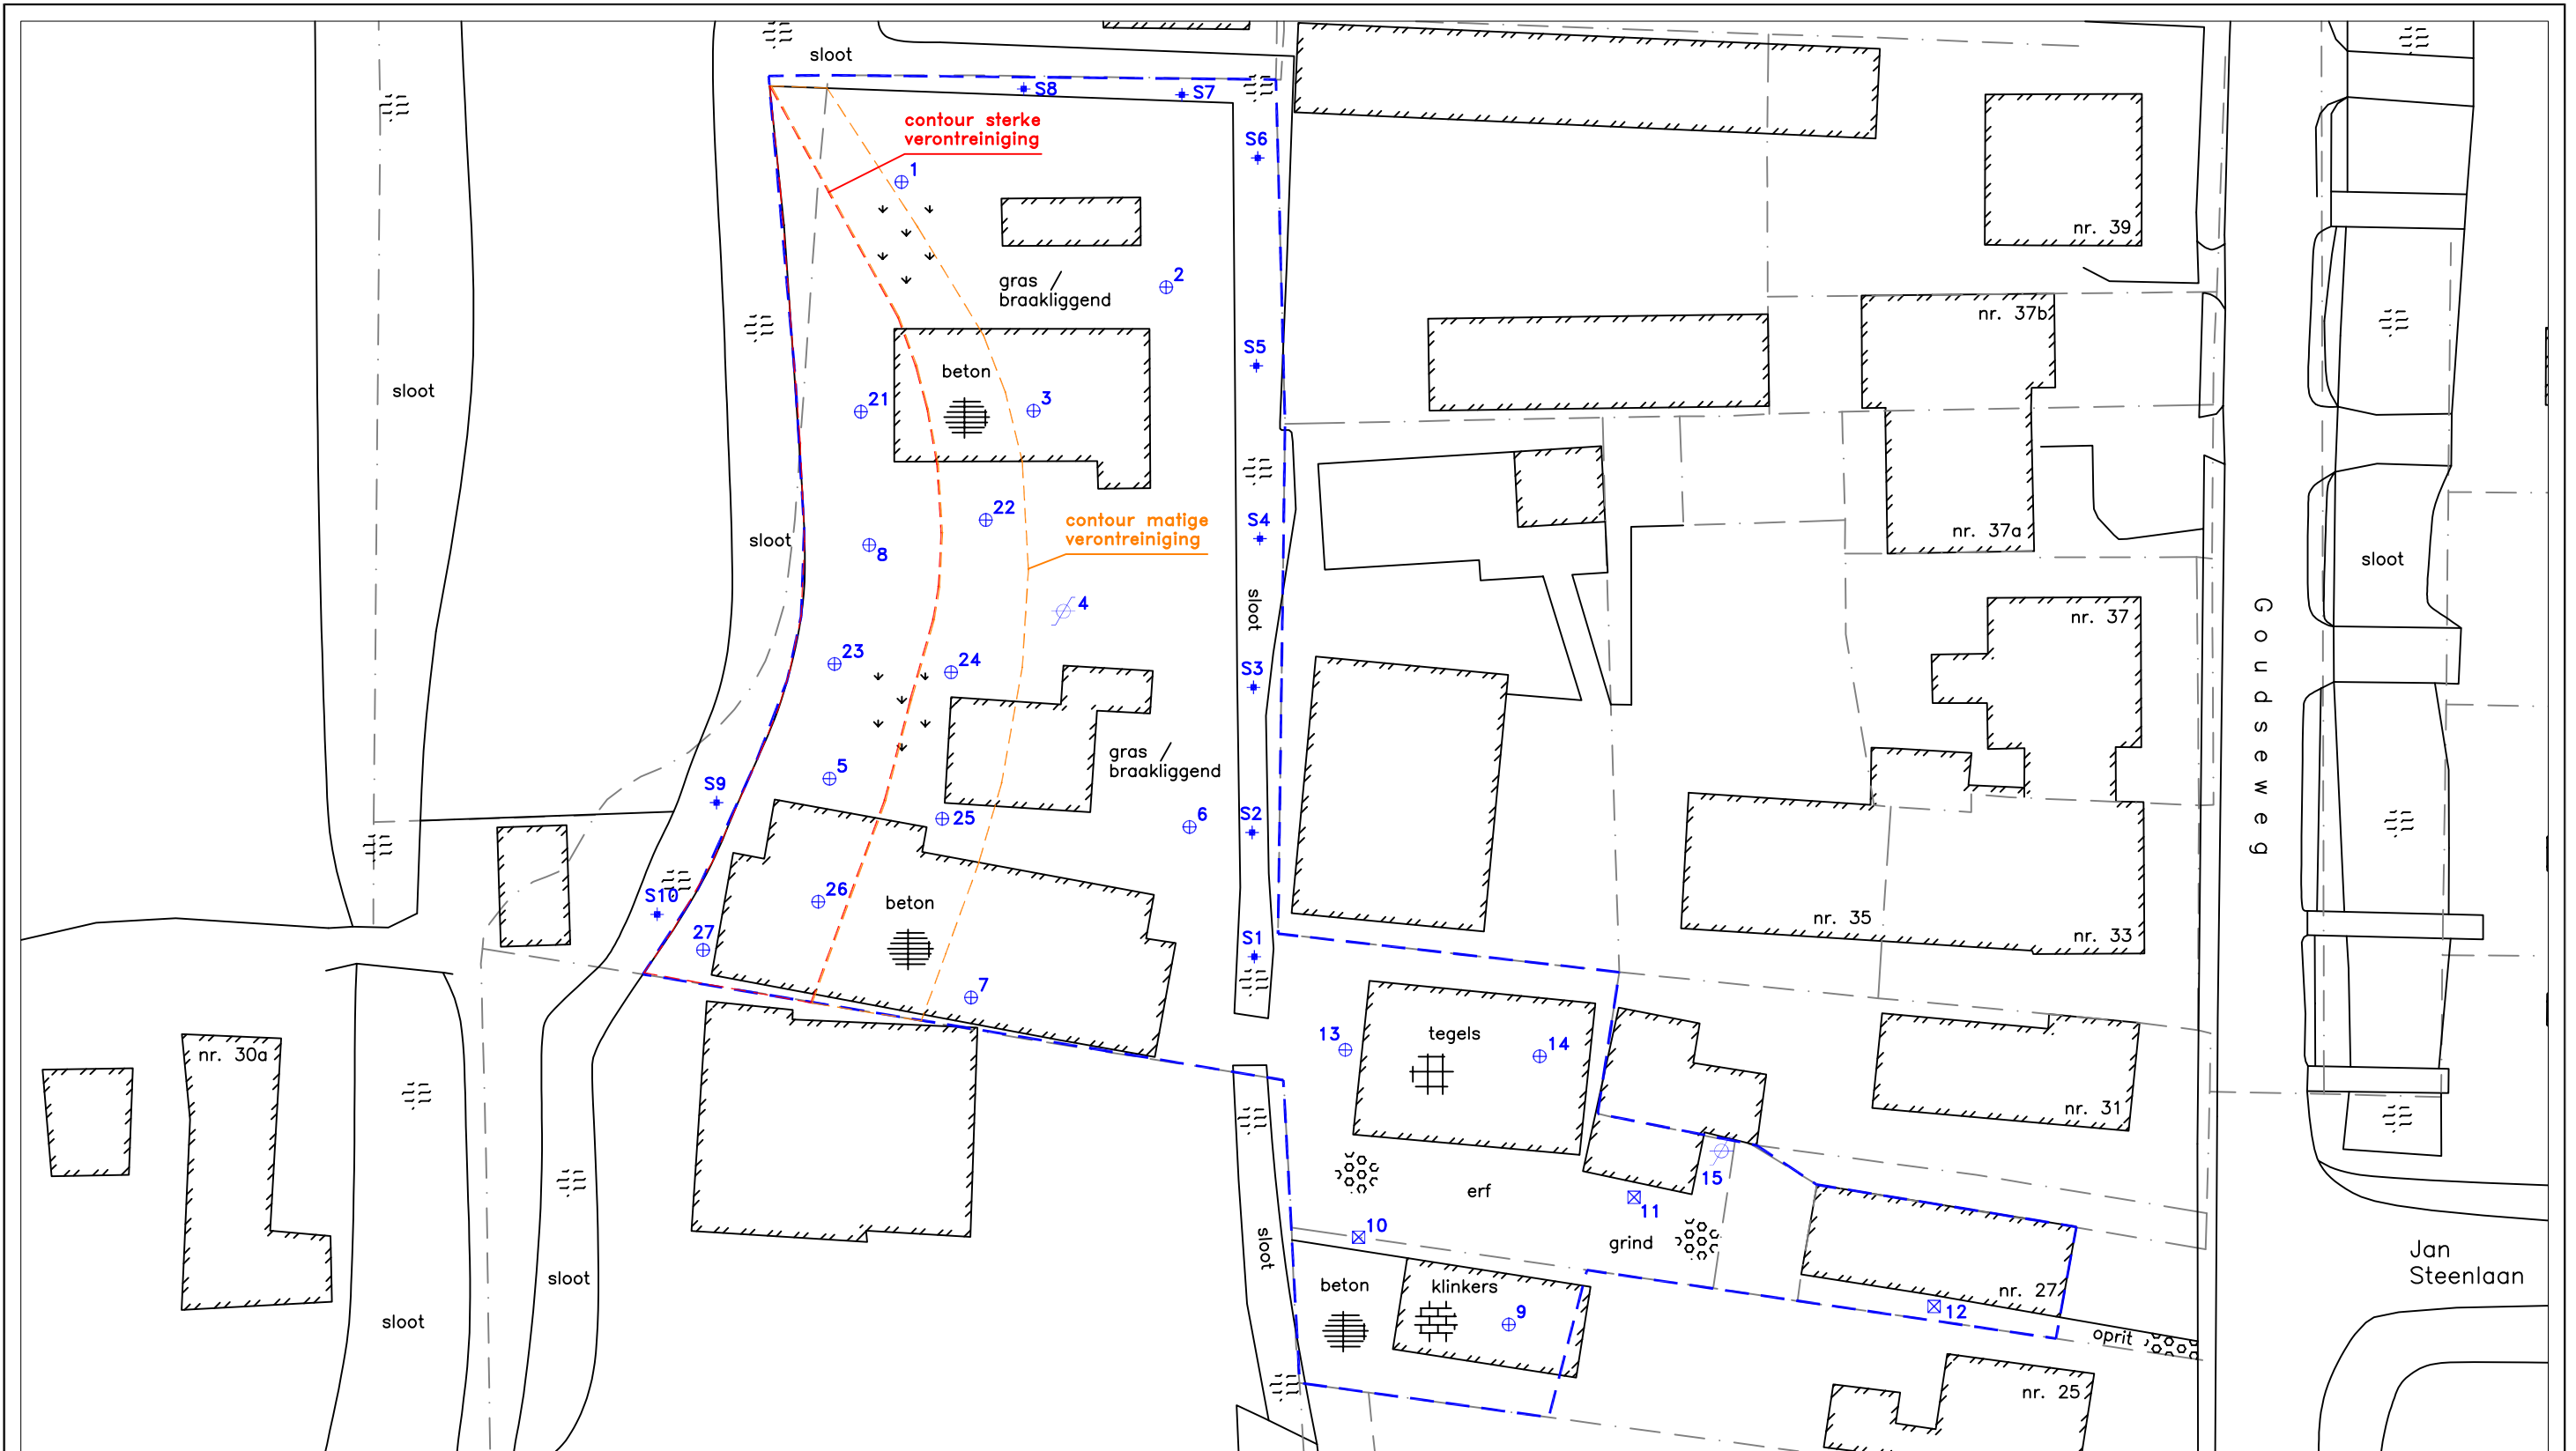 sloot
S8
S7
contour sterke
verontreiniging
S6
1
nr. 39
2
gras /
braakliggend
nr. 37b
S5
beton
sloot
21
3
22
S4
contour matige
verontreiniging
nr. 37a
sloot
8
sloot
4
sloot
nr. 37
Goudseweg
23
24
S3
gras /
braakliggend
5
S9
25
6
S2
S10
26
beton
nr. 35
27
S1
nr. 33
7
13
tegels
14
nr. 30a
nr. 31
15
erf
11
10
grind
sloot
Jan
Steenlaan
sloot
beton
klinkers
nr. 27
9
12
sloot
oprit
nr. 25